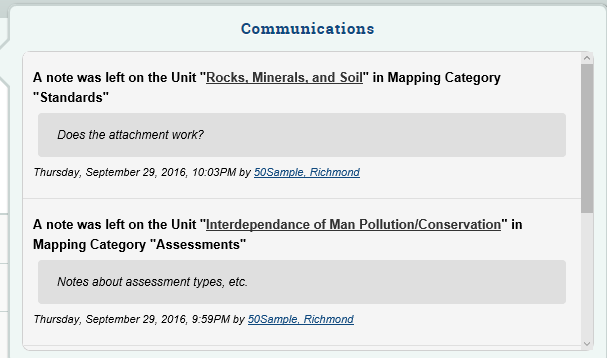 Communications
A note was left on the Unit "Rocks, Minerals, and Soil" in Mapping Category
"Standards"
Does the attachment work?
Thursday, September 29, 2016, 10:03PM by 50Sample, Richmond
A note was left on the Unit "Interdependance of Man Pollution/Conservation" in
Mapping Category "Assessments"
Notes about assessment types, etc.
Thursday, September 29, 2016, 9:59PM by 50Sample, Richmond